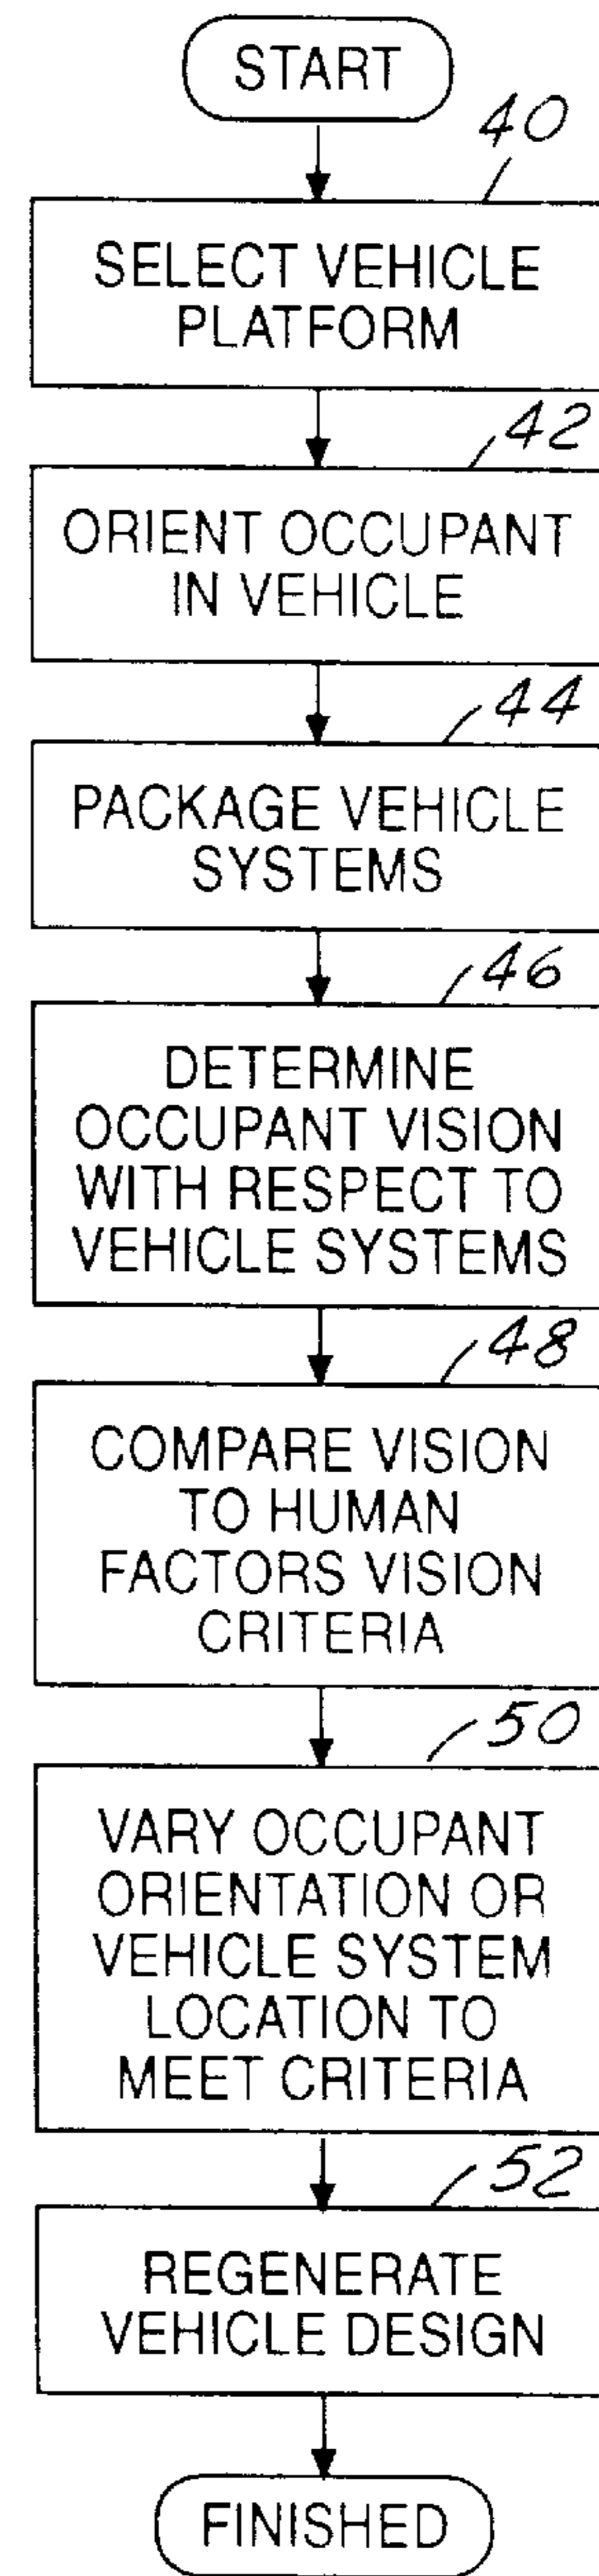 START
40
SELECT VEHICLE
PLATFORM
42
ORIENT OCCUPANT
IN VEHICLE
44
PACKAGE VEHICLE
SYSTEMS
46
DETERMINE
OCCUPANT VISION
WITH RESPECT TO
VEHICLE SYSTEMS
48
COMPARE VISION
TO HUMAN
FACTORS VISION
CRITERIA
50
VARY OCCUPANT
ORIENTATION OR
VEHICLE SYSTEM
LOCATION TO
MEET CRITERIA
52
REGENERATE
VEHICLE DESIGN
FINISHED